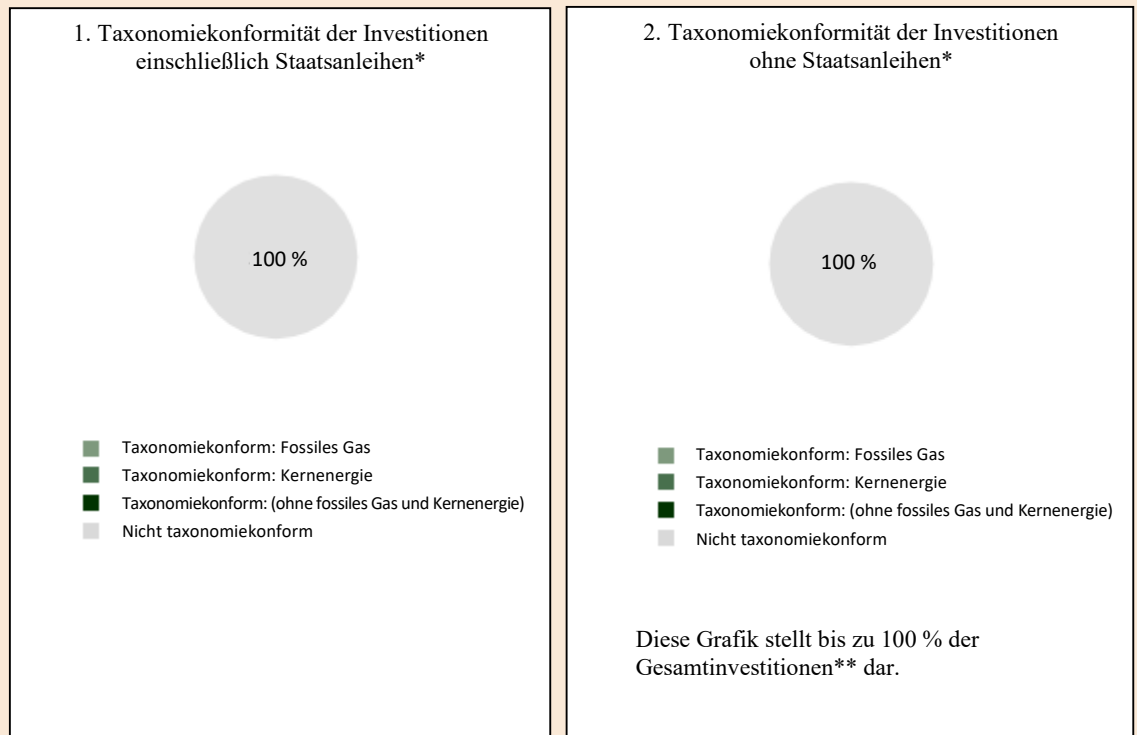 1. Taxonomiekonformität der Investitionen
einschließlich Staatsanleihen*
100 %
Taxonomiekonform: Fossiles Gas
Taxonomiekonform: Kernenergie
Taxonomiekonform: (ohne fossiles Gas und Kernenergie)
Nicht taxonomiekonform
2. Taxonomiekonformität der Investitionen
ohne Staatsanleihen*
100 %
Taxonomiekonform: Fossiles Gas
Taxonomiekonform: Kernenergie
Taxonomiekonform: (ohne fossiles Gas und Kernenergie)
Nicht taxonomiekonform
Diese Grafik stellt bis zu 100 % der
Gesamtinvestitionen** dar.